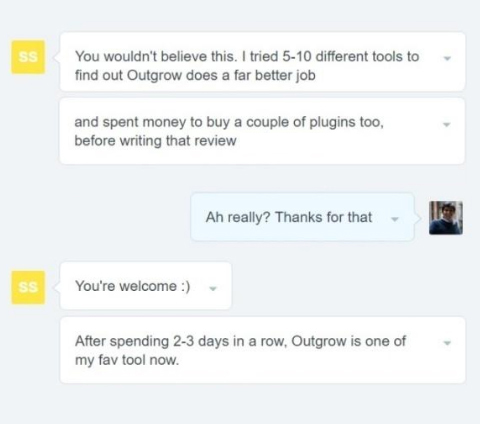 SS
You wouldn't believe this. I tried 5-10 different tools to
find out Outgrow does a far better job
and spent money to buy a couple of plugins too,
before writing that review
Ah really? Thanks for that
SS
You're welcome :)
After spending 2-3 days in a row, Outgrow is one of
my fav tool now.